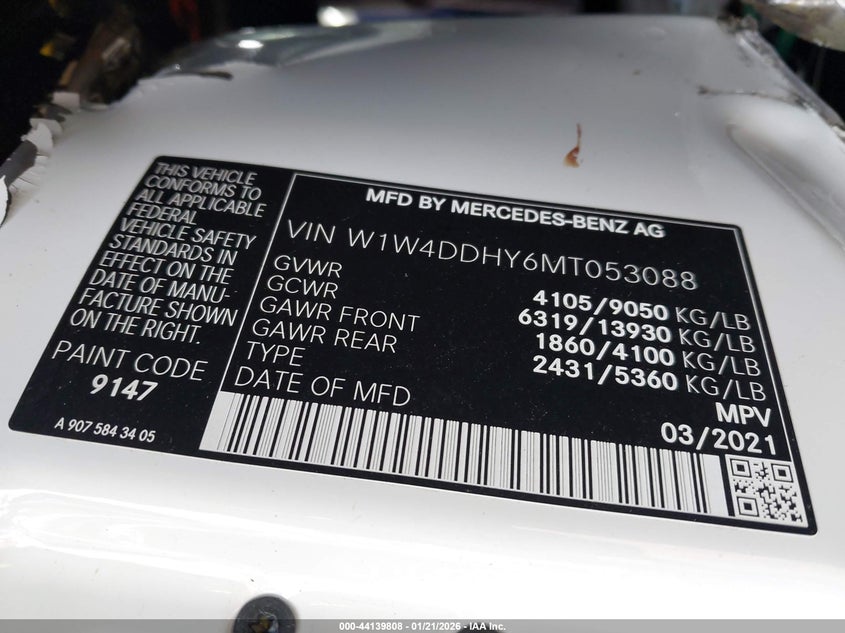 THIS VEHICLE
CONFORMS TO
ALL APPLICABLE
FEDERAL
VEHICLE SAFETY
STANDARDS IN
EFFECT ON THE
DATE OF MANU-
FACTURE SHOWN
ON THE RIGHT.
PAINT CODE
9147
A 907 584 34 05
MFD BY MERCEDES-BENZ AG
VIN W1W4DDHY6MT053088
GVWR 4105/9050 KG/LB
GCWR 6319/13930 KG/LB
GAWR FRONT 1860/4100 KG/LB
GAWR REAR 2431/5360 KG/LB
TYPE MPV
DATE OF MFD 03/2021
000-44139808 - 01/21/2026 - IAA Inc.